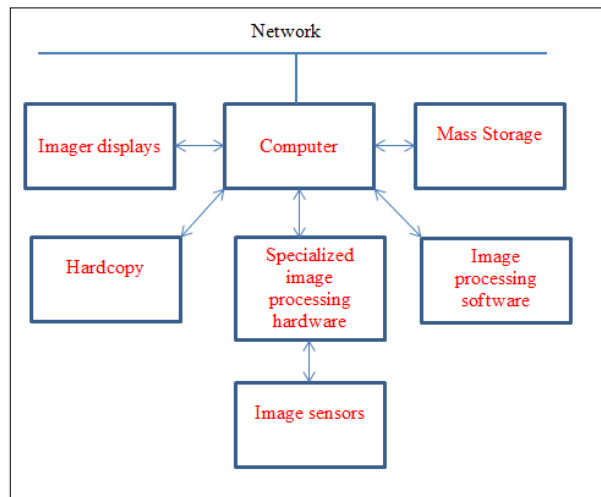 Network
Imager displays
Computer
Mass Storage
Hardcopy
Specialized
image
processing
hardware
Image
processing
software
Image sensors